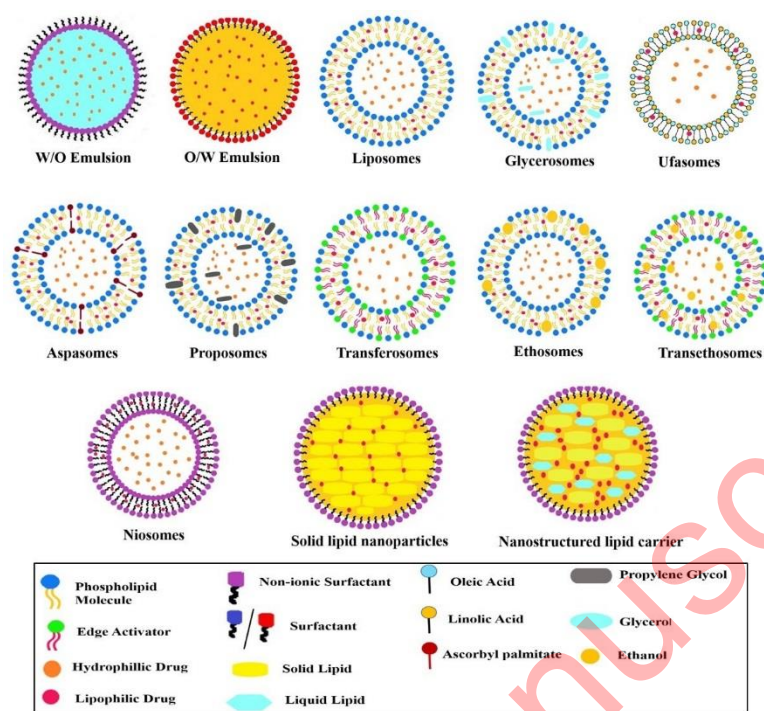 W/O Emulsion
O/W Emulsion
Liposomes
Glycerosomes
Ufasomes
Aspasomes
Proposomes
Transferosomes
Ethosomes
Transethosomes
Niosomes
Solid lipid nanoparticles
Nanostructured lipid carrier
Phospholipid
Molecule
Edge Activator
Hydrophillic Drug
Lipophilic Drug
Non-ionic Surfactant
Surfactant
Solid Lipid
Liquid Lipid
Oleic Acid
Linolic Acid
Ascorbyl palmitate
Propylene Glycol
Glycerol
Ethanol
nusc